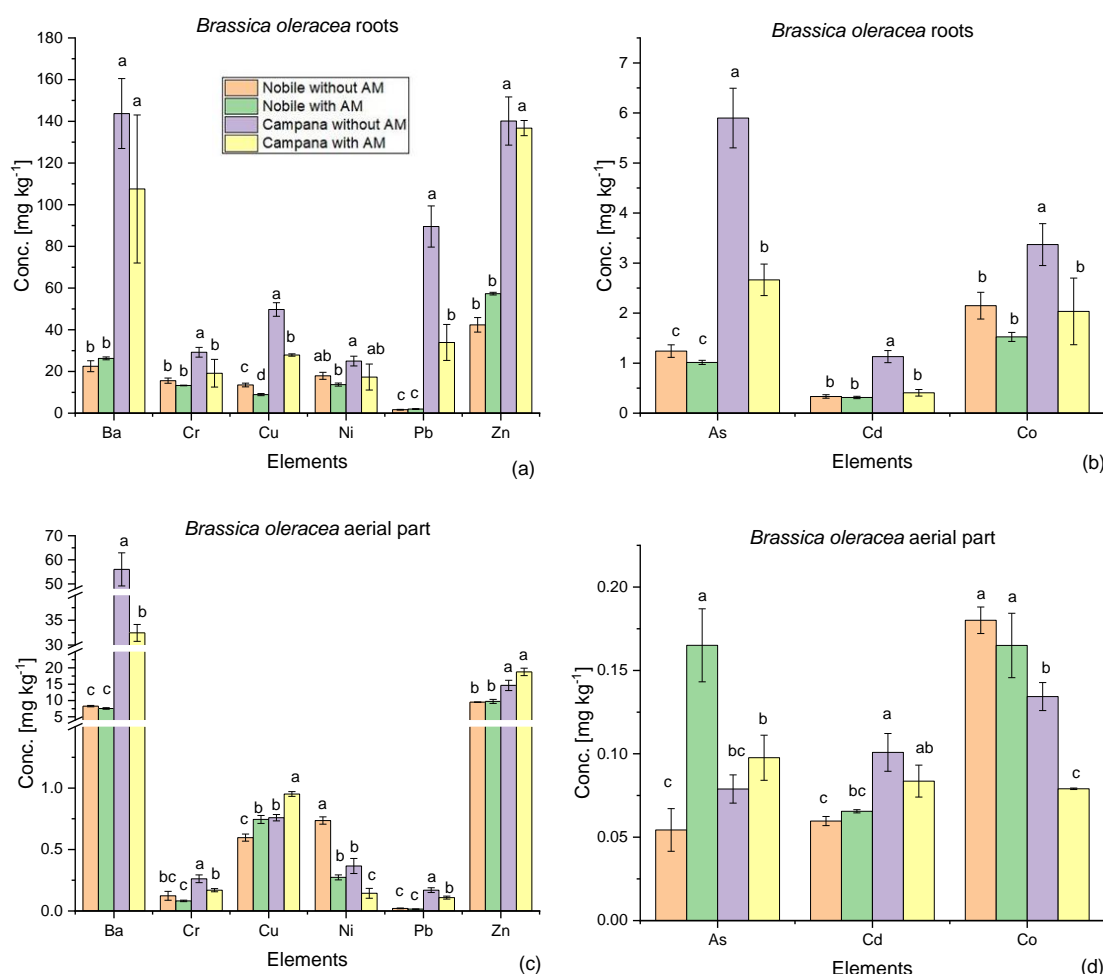 Brassica oleracea roots
180
160
140
120
100
80
60
40
20
0
Conc. [mg kg⁻¹]
Nobile without AM
Nobile with AM
Campana without AM
Campana with AM
b b a a
b b a b
c d a b
ab b a ab
c c a b
b b a a
Ba Cr Cu Ni Pb Zn
Elements
(a)
Brassica oleracea roots
7
6
5
4
3
2
1
0
Conc. [mg kg⁻¹]
c c a b
b b a b
b b a b
As Cd Co
Elements
(b)
Brassica oleracea aerial part
70
60
50
35
30
20
15
10
5
1.0
0.5
0.0
Conc. [mg kg⁻¹]
c c a b
bc c a b
c b b a
a b b c
c c a b
b b a a
Ba Cr Cu Ni Pb Zn
Elements
(c)
Brassica oleracea aerial part
0.20
0.15
0.10
0.05
0.00
Conc. [mg kg⁻¹]
c a bc b
c bc a ab
a a b c
As Cd Co
Elements
(d)